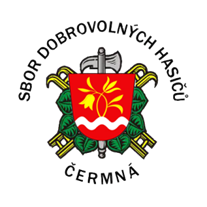 SBOR DOBROVOLNÝCH HASIČŮ
ČERMNÁ